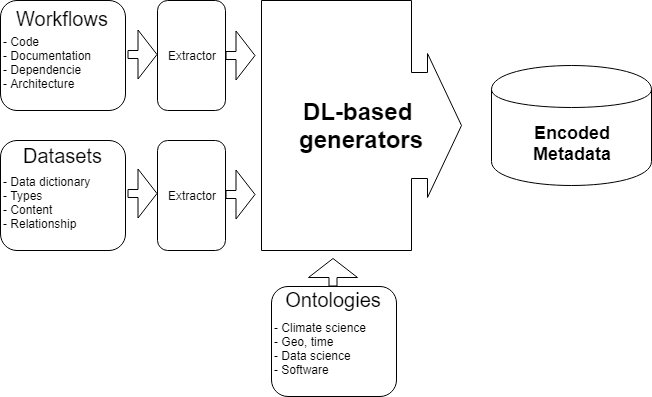 Workflows
- Code
- Documentation
- Dependencie
- Architecture
Extractor
DL-based
generators
Encoded
Metadata
Datasets
- Data dictionary
- Types
- Content
- Relationship
Extractor
Ontologies
- Climate science
- Geo, time
- Data science
- Software